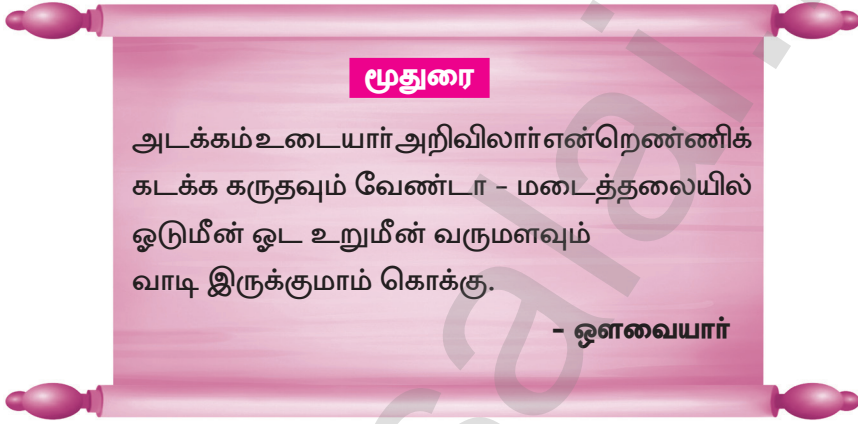 மூதுரை
அடக்கம் உடையார் அறிவிலார் என்றெண்ணிக்
கடக்க கருதவும் வேண்டா - மடைத்தலையில்
ஓடுமீன் ஓட உறுமீன் வருமளவும்
வாடி இருக்குமாம் கொக்கு.
- ஔவையார்